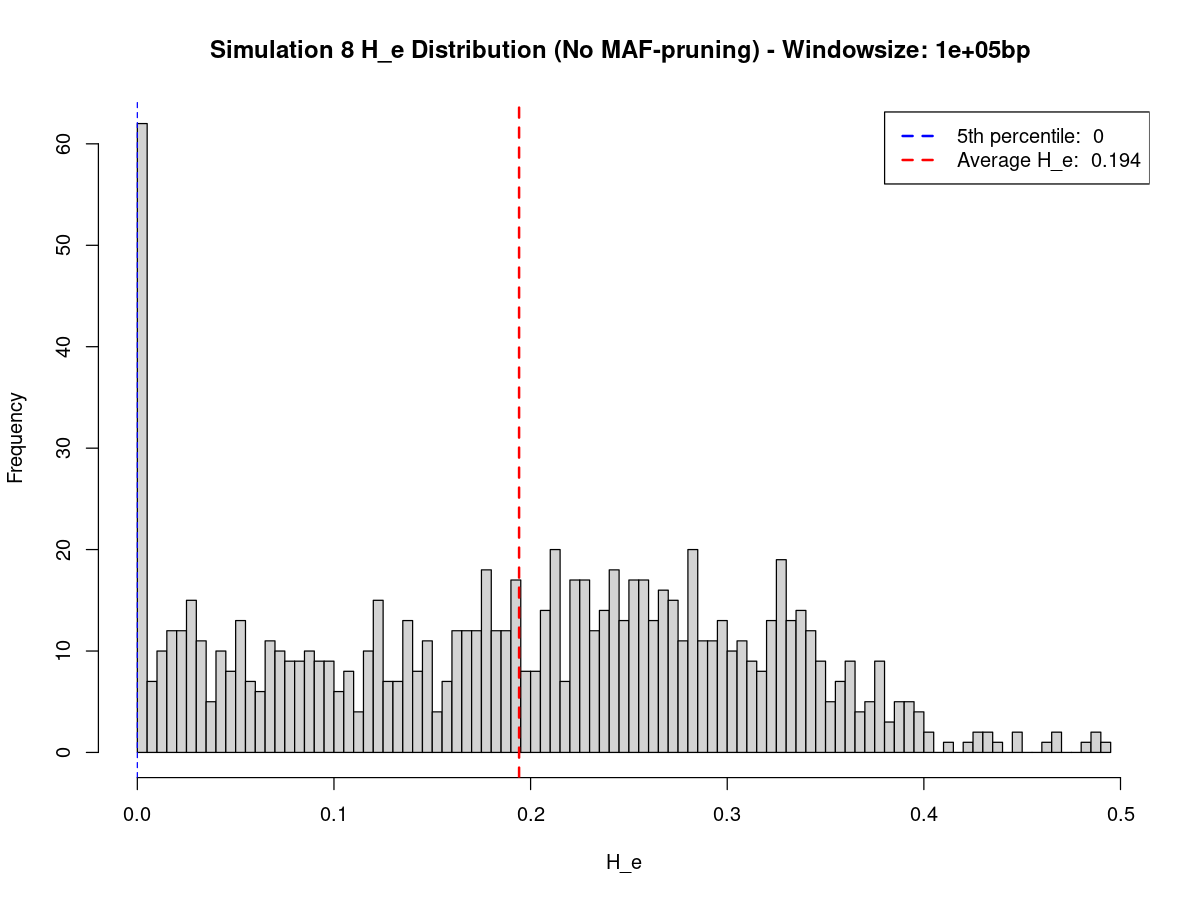 Simulation 8 H_e Distribution (No MAF-pruning) - Windowsize: 1e+05bp
5th percentile: 0
Average H_e: 0.194
60
50
40
30
20
10
0
Frequency
0.0 0.1 0.2 0.3 0.4 0.5
H_e